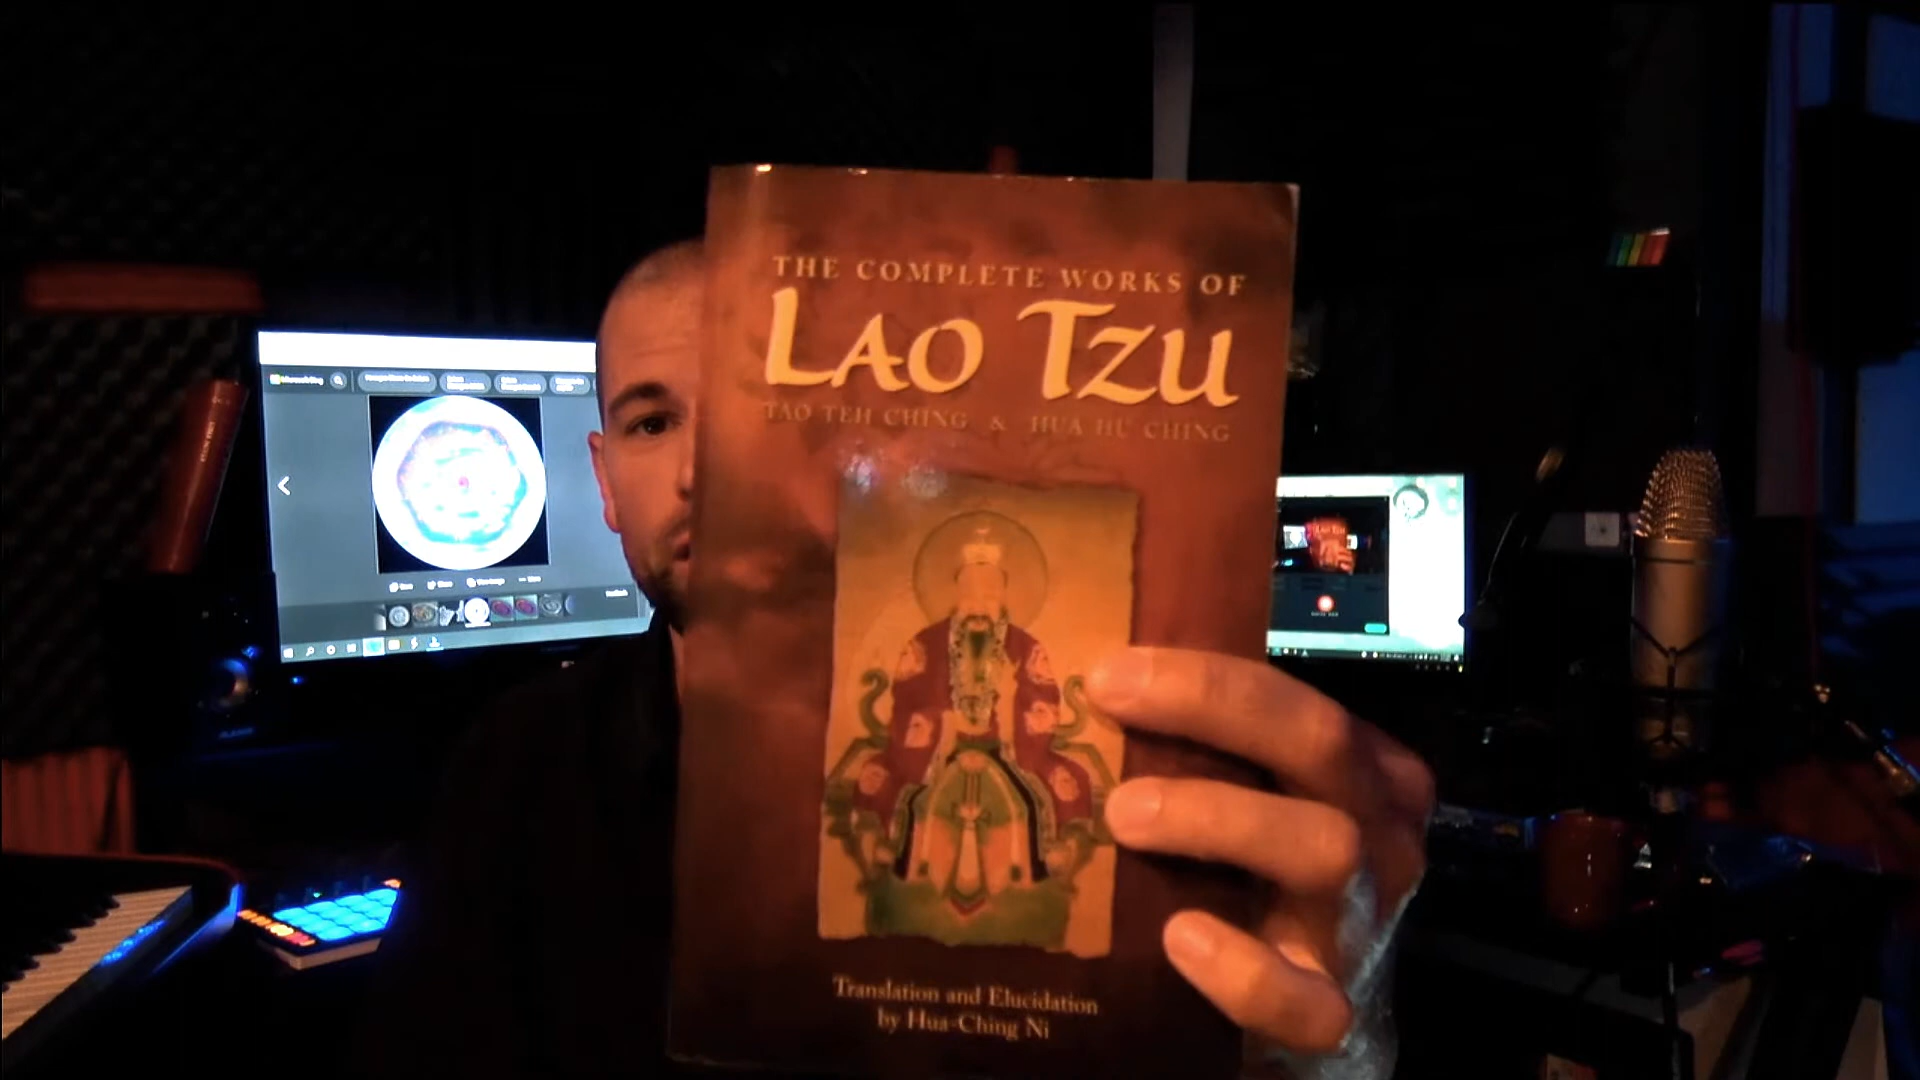 THE COMPLETE WORKS OF
LAO TZU
TAO TEH CHING & HUA HU CHING
Translation and Elucidation
by Hua-Ching Ni